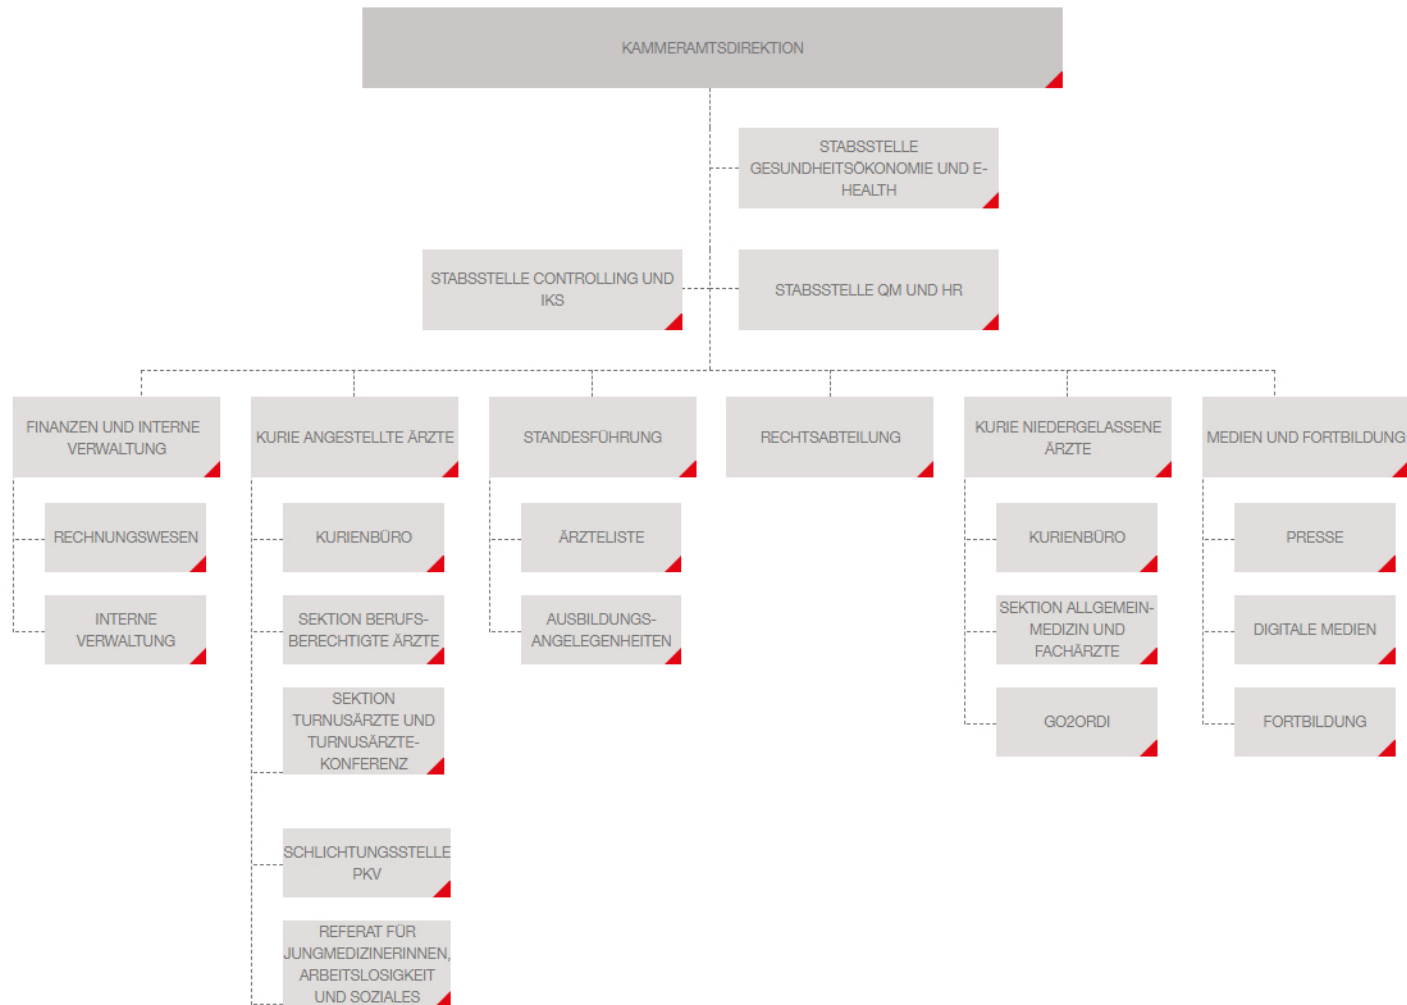 KAMMERAMTSDIREKTION
STABSSTELLE
GESUNDHEITSÖKONOMIE UND E-
HEALTH
STABSSTELLE CONTROLLING UND
IKS
STABSSTELLE QM UND HR
FINANZEN UND INTERNE
VERWALTUNG
KURIE ANGESTELLTE ÄRZTE
STANDESFÜHRUNG
RECHTSABTEILUNG
KURIE NIEDERGELASSENE
ÄRZTE
MEDIEN UND FORTBILDUNG
RECHNUNGSWESEN
KURIENBÜRO
ÄRZTELISTE
KURIENBÜRO
PRESSE
INTERNE
VERWALTUNG
SEKTION BERUFS-
BERECHTIGTE ÄRZTE
AUSBILDUNGS-
ANGELEGENHEITEN
SEKTION ALLGEMEIN-
MEDIZIN UND
FACHÄRZTE
DIGITALE MEDIEN
SEKTION
TURNUSÄRZTE UND
TURNUSÄRZTE-
KONFERENZ
GO2ORDI
FORTBILDUNG
SCHLICHTUNGSSTELLE
PKV
REFERAT FÜR
JUNGMEDIZINERINNEN,
ARBEITSLOSIGKEIT
UND SOZIALES